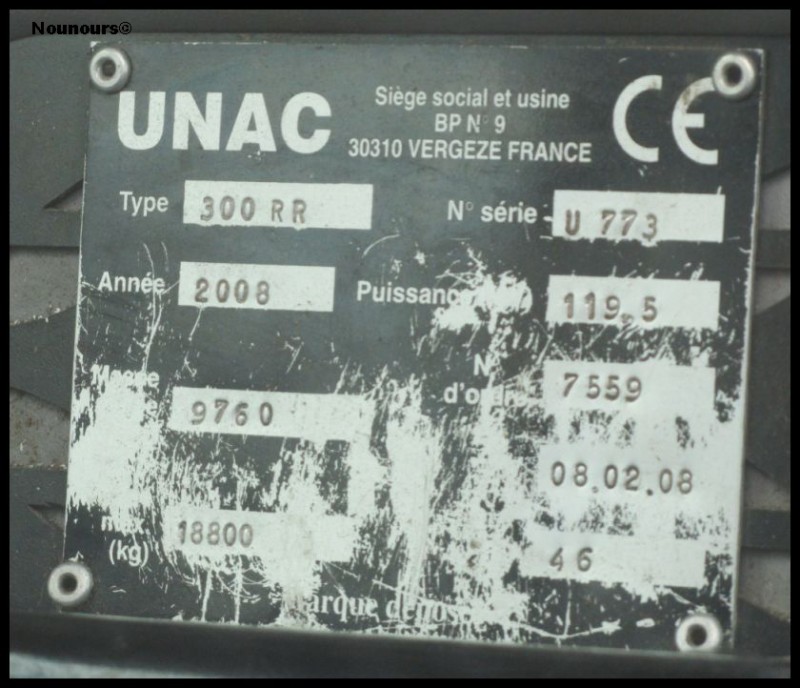 Nounours©
UNAC
Siège social et usine
BP N° 9
30310 VERGEZE FRANCE
CE
Type 300 RR
N° série U 773
Année 2008
119.5
9760
7559
08.02.08
max. (kg) 18800
46